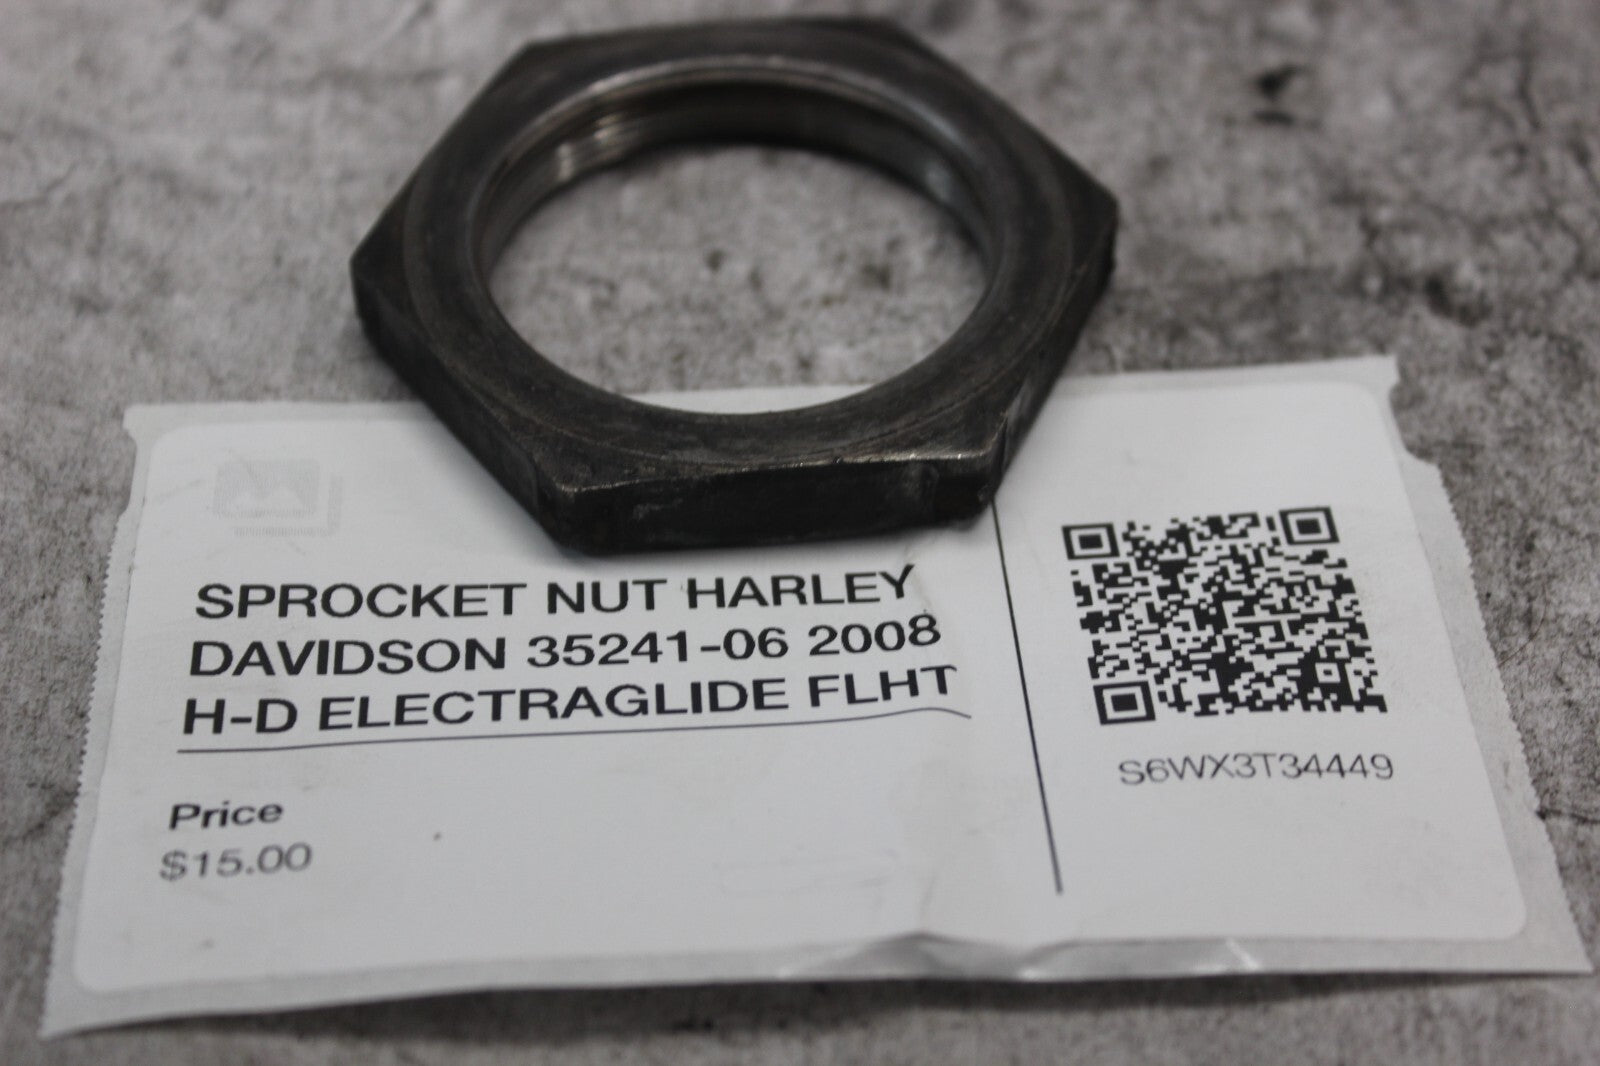 SPROCKET NUT HARLEY
DAVIDSON 35241-06 2008
H-D ELECTRAGLIDE FLHT
Price
$15.00
S6WX3T34449